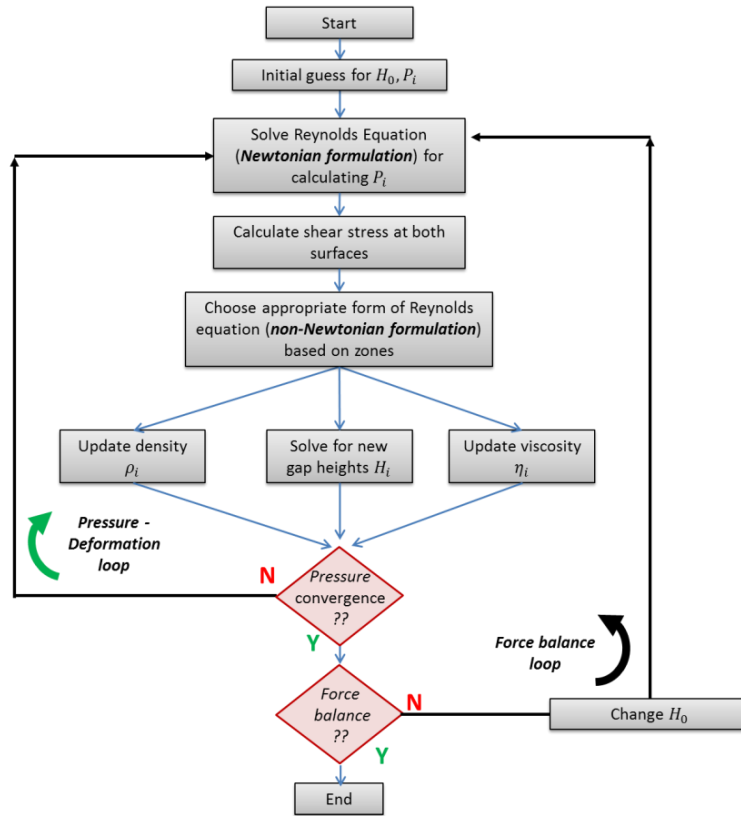 Start
Initial guess for H₀, Pᵢ
Solve Reynolds Equation
(Newtonian formulation) for
calculating Pᵢ
Calculate shear stress at both
surfaces
Choose appropriate form of Reynolds
equation (non-Newtonian formulation)
based on zones
Update density
ρᵢ
Solve for new
gap heights Hᵢ
Update viscosity
ηᵢ
Pressure -
Deformation
loop
N
Pressure
convergence
??
Y
Force balance
loop
Force
balance
??
N
Change H₀
Y
End